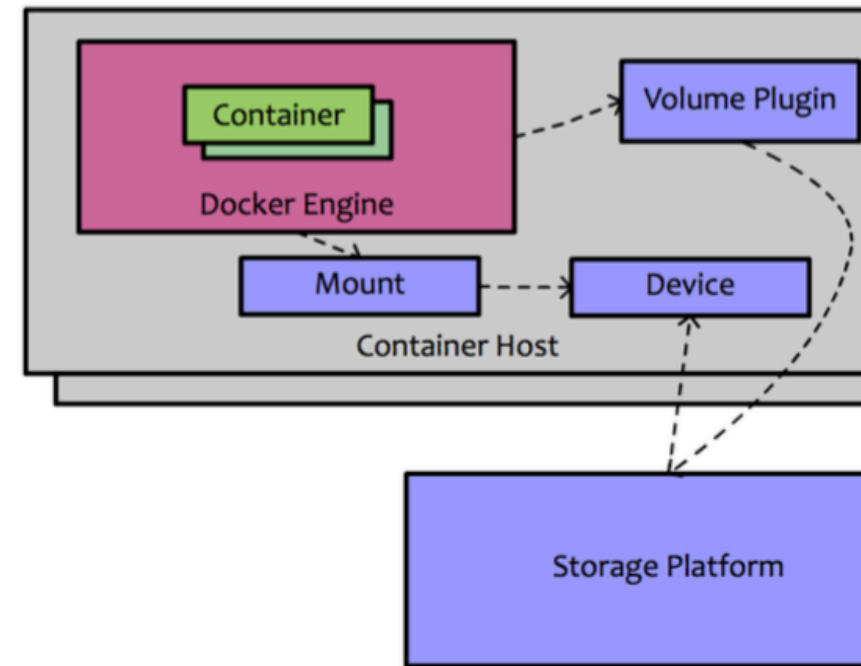 Container
Volume Plugin
Docker Engine
Mount
Device
Container Host
Storage Platform